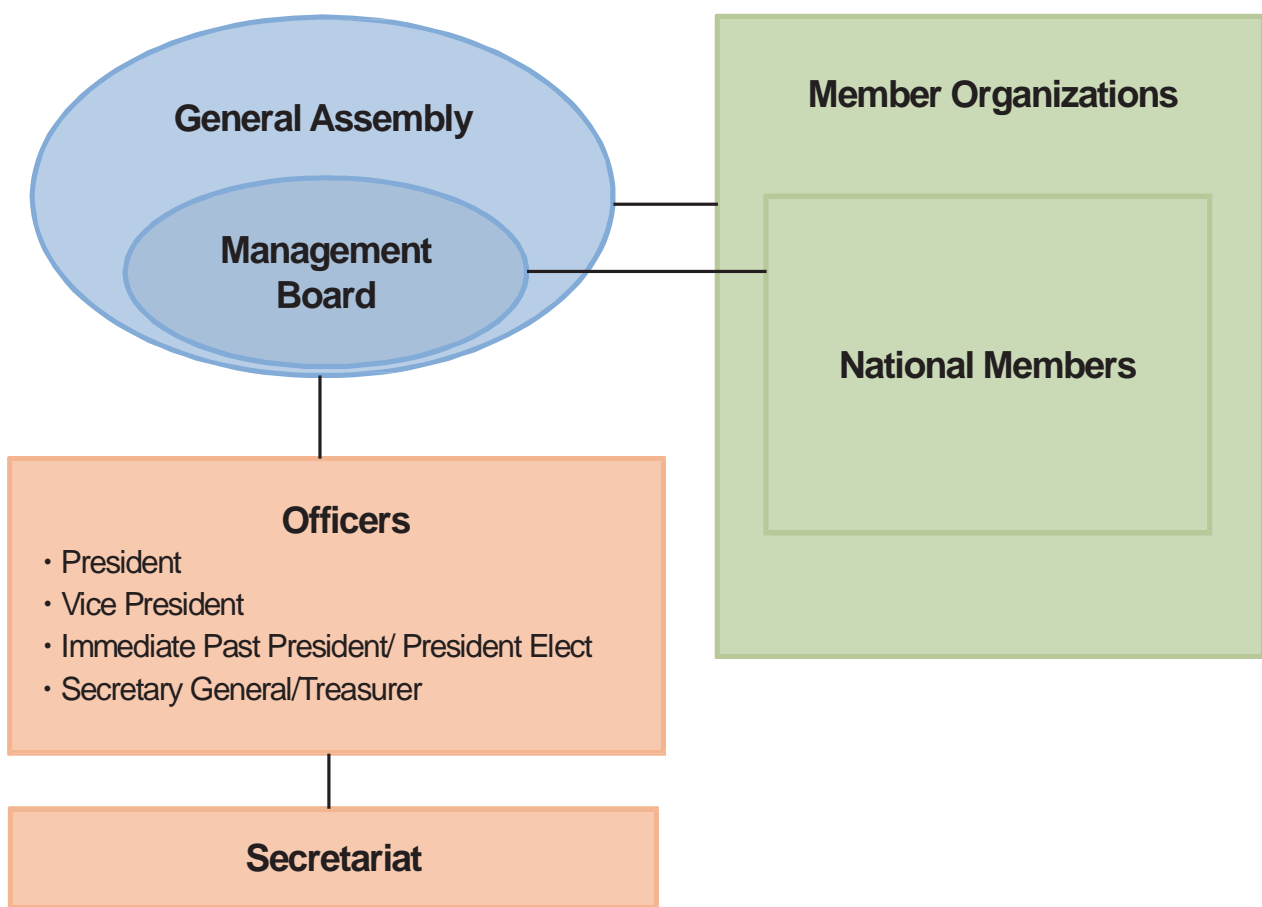 General Assembly
Management
Board
Member Organizations
National Members
Officers
・President
・Vice President
・Immediate Past President/ President Elect
・Secretary General/Treasurer
Secretariat